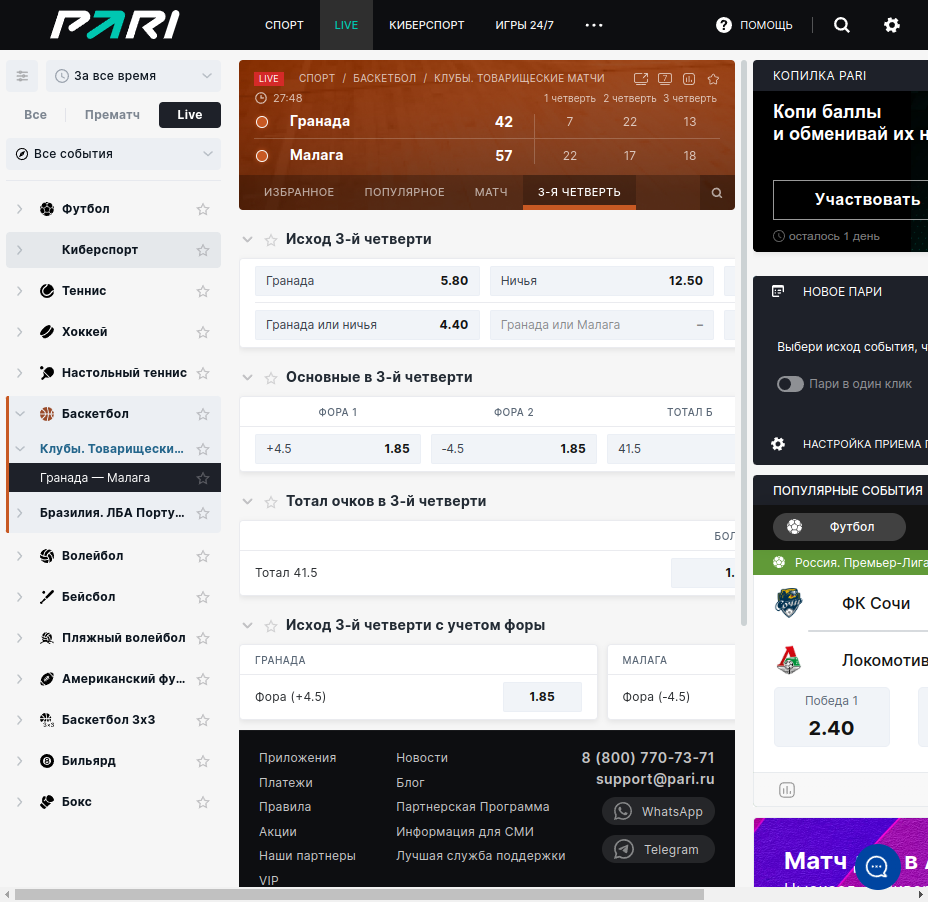 PARI
СПОРТ LIVE КИБЕРСПОРТ ИГРЫ 24/7 ••• ? ПОМОЩЬ
За все время
Все Прематч Live
Все события
Футбол
Киберспорт
Теннис
Хоккей
Настольный теннис
Баскетбол
Клубы. Товарищески...
Гранада — Малага
Бразилия. ЛБА Порту...
Волейбол
Бейсбол
Пляжный волейбол
Американский фу...
Баскетбол 3x3
Бильярд
Бокс
LIVE СПОРТ / БАСКЕТБОЛ / КЛУБЫ. ТОВАРИЩЕСКИЕ МАТЧИ
27:48 1 четверть 2 четверть 3 четверть
Гранада 42 7 22 13
Малага 57 22 17 18
ИЗБРАННОЕ ПОПУЛЯРНОЕ МАТЧ 3-Я ЧЕТВЕРТЬ
Исход 3-й четверти
Гранада 5.80 Ничья 12.50
Гранада или ничья 4.40 Гранада или Малага –
Основные в 3-й четверти
ФОРА 1 ФОРА 2 ТОТАЛ Б
+4.5 1.85 -4.5 1.85 41.5
Тотал очков в 3-й четверти
БОЛ
Тотал 41.5 1.
Исход 3-й четверти с учетом форы
ГРАНАДА МАЛАГА
Фора (+4.5) 1.85 Фора (-4.5)
Приложения Новости 8 (800) 770-73-71
Платежи Блог support@pari.ru
Правила Партнерская Программа WhatsApp
Акции Информация для СМИ
Наши партнеры Лучшая служба поддержки Telegram
VIP
КОПИЛКА PARI
Копи баллы
и обменивай их н
Участвовать
осталось 1 день
НОВОЕ ПАРИ
Выбери исход события, ч
Пари в один клик
НАСТРОЙКА ПРИЕМА П
ПОПУЛЯРНЫЕ СОБЫТИЯ
Футбол
Россия. Премьер-Лига
ФК Сочи
Локомотив
Победа 1
2.40
Матч в А